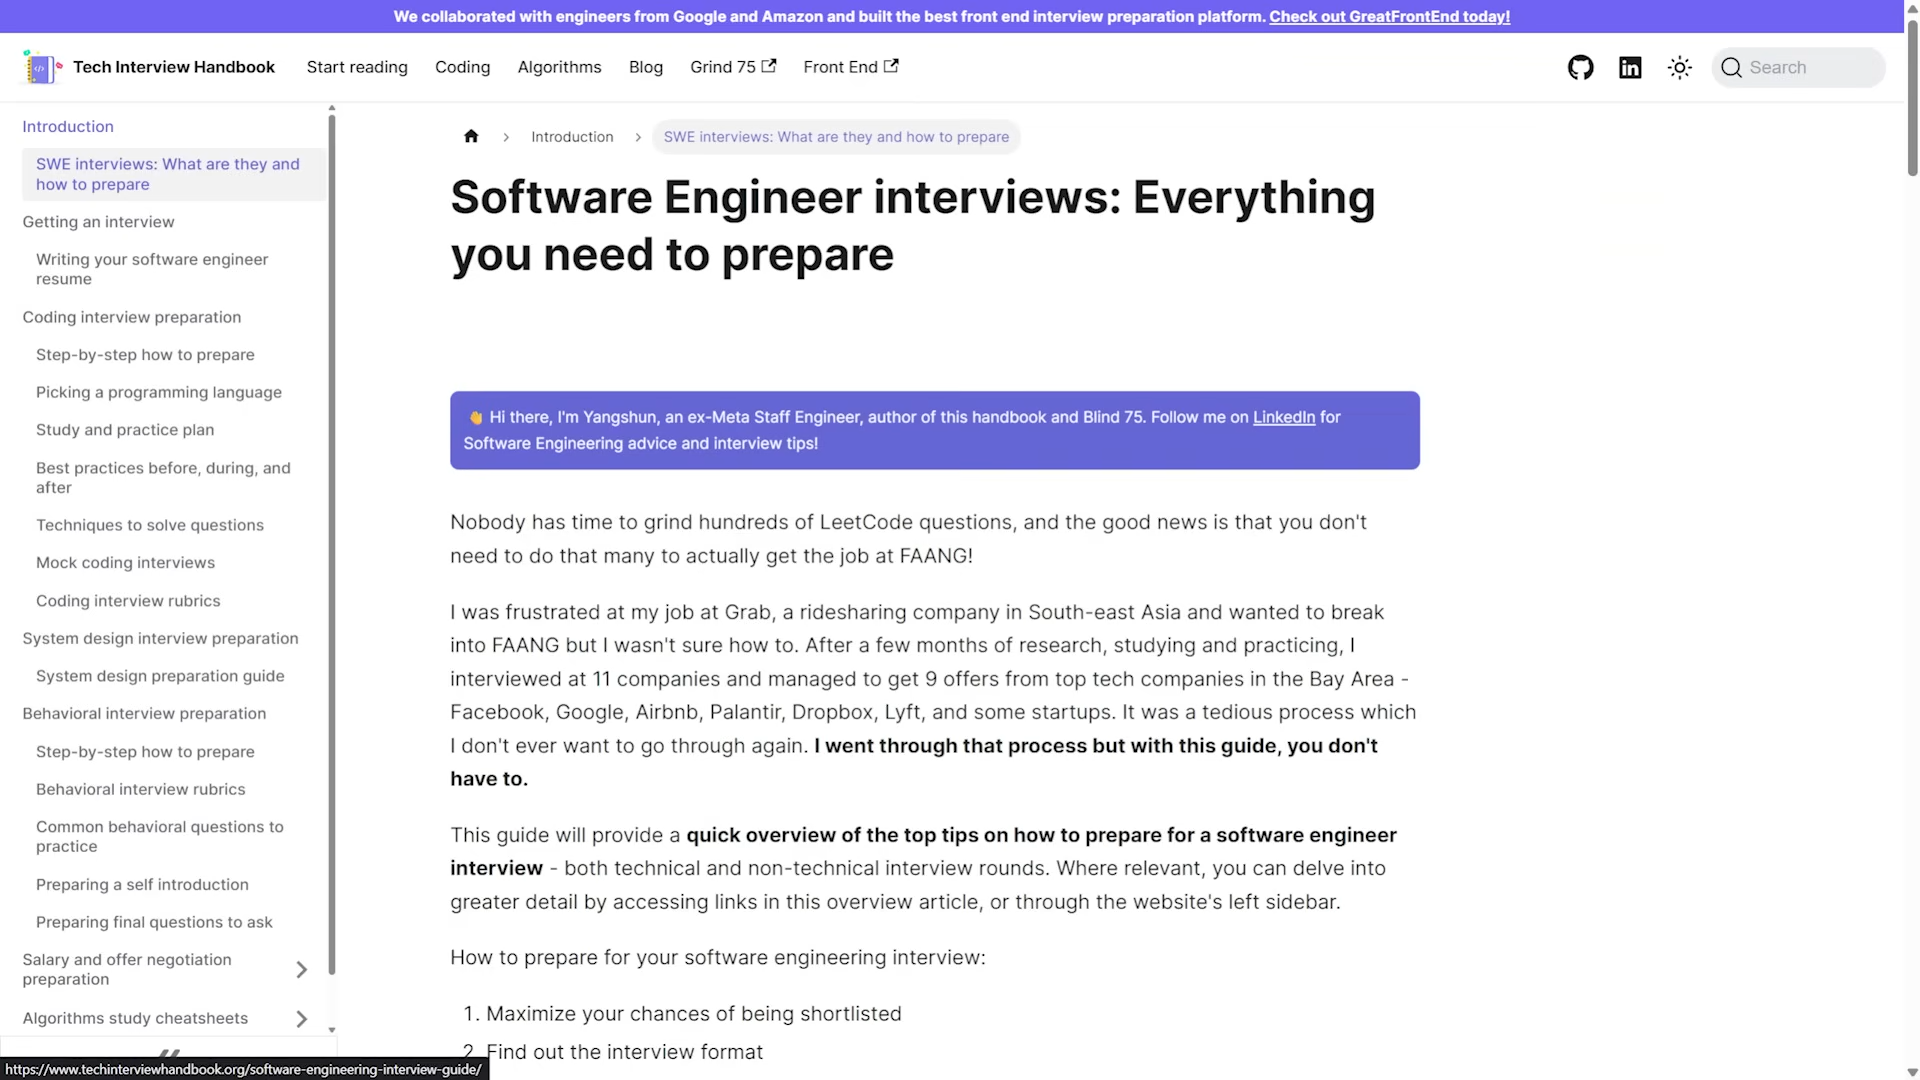 We collaborated with engineers from Google and Amazon and built the best front end interview preparation platform. Check out GreatFrontEnd today!
Tech Interview Handbook
Start reading
Coding
Algorithms
Blog
Grind 75
Front End
Search
Introduction
SWE interviews: What are they and
how to prepare
Getting an interview
Writing your software engineer
resume
Coding interview preparation
Step-by-step how to prepare
Picking a programming language
Study and practice plan
Best practices before, during, and
after
Techniques to solve questions
Mock coding interviews
Coding interview rubrics
System design interview preparation
System design preparation guide
Behavioral interview preparation
Step-by-step how to prepare
Behavioral interview rubrics
Common behavioral questions to
practice
Preparing a self introduction
Preparing final questions to ask
Salary and offer negotiation
preparation
Algorithms study cheatsheets
https://www.techinterviewhandbook.org/software-engineering-interview-guide/
Introduction
SWE interviews: What are they and how to prepare
Software Engineer interviews: Everything
you need to prepare
👋 Hi there, I'm Yangshun, an ex-Meta Staff Engineer, author of this handbook and Blind 75. Follow me on LinkedIn for
Software Engineering advice and interview tips!
Nobody has time to grind hundreds of LeetCode questions, and the good news is that you don't
need to do that many to actually get the job at FAANG!
I was frustrated at my job at Grab, a ridesharing company in South-east Asia and wanted to break
into FAANG but I wasn't sure how to. After a few months of research, studying and practicing, I
interviewed at 11 companies and managed to get 9 offers from top tech companies in the Bay Area -
Facebook, Google, Airbnb, Palantir, Dropbox, Lyft, and some startups. It was a tedious process which
I don't ever want to go through again. I went through that process but with this guide, you don't
have to.
This guide will provide a quick overview of the top tips on how to prepare for a software engineer
interview - both technical and non-technical interview rounds. Where relevant, you can delve into
greater detail by accessing links in this overview article, or through the website's left sidebar.
How to prepare for your software engineering interview:
1. Maximize your chances of being shortlisted
2. Find out the interview format